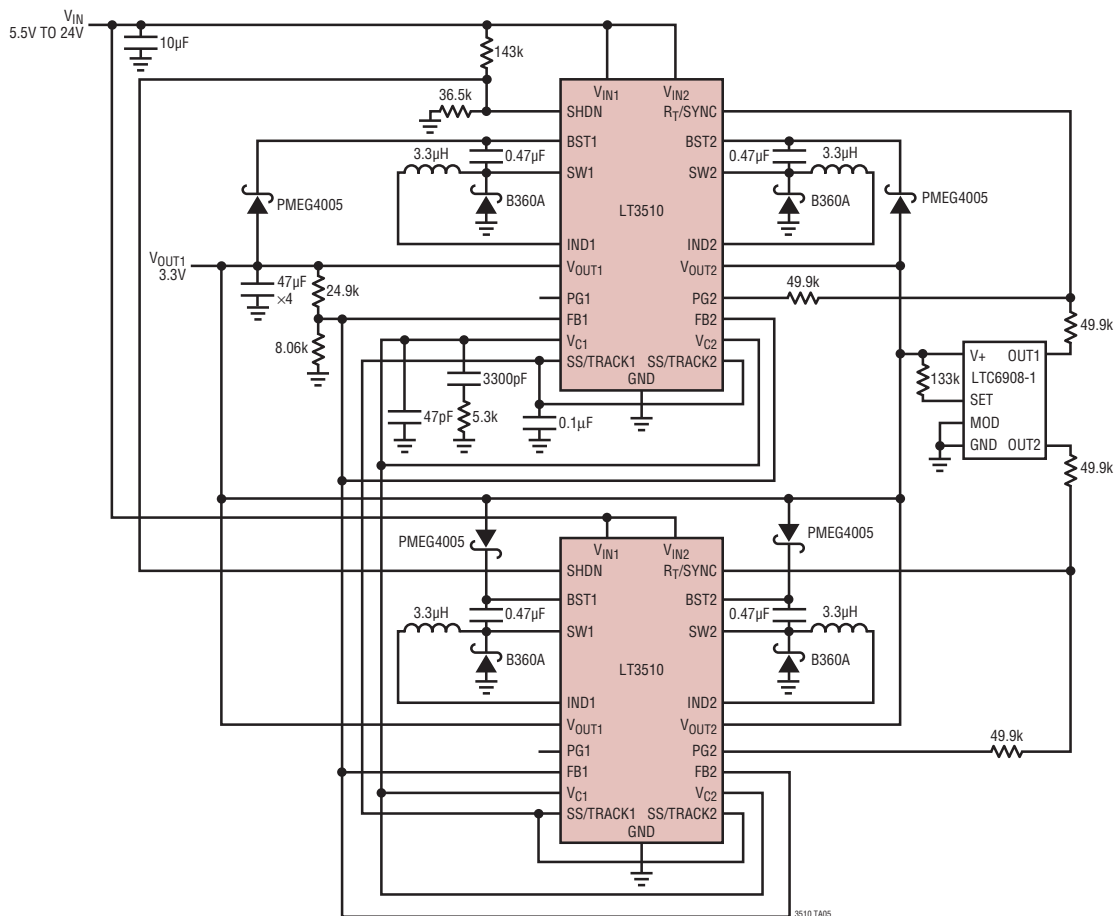 VIN
5.5V TO 24V
10µF
143k
36.5k
VIN1
VIN2
SHDN
RT/SYNC
BST1
BST2
3.3µH
0.47µF
0.47µF
3.3µH
SW1
SW2
PMEG4005
B360A
LT3510
B360A
PMEG4005
IND1
IND2
VOUT1
3.3V
VOUT1
VOUT2
47µF
×4
24.9k
PG1
PG2
49.9k
FB1
FB2
49.9k
8.06k
VC1
VC2
SS/TRACK1
SS/TRACK2
GND
3300pF
47pF
5.3k
0.1µF
V+
OUT1
133k
LTC6908-1
SET
MOD
GND
OUT2
49.9k
PMEG4005
PMEG4005
VIN1
VIN2
SHDN
RT/SYNC
BST1
BST2
3.3µH
0.47µF
0.47µF
3.3µH
SW1
SW2
B360A
LT3510
B360A
IND1
IND2
VOUT1
VOUT2
PG1
PG2
49.9k
FB1
FB2
VC1
VC2
SS/TRACK1
SS/TRACK2
GND
3510 TA05